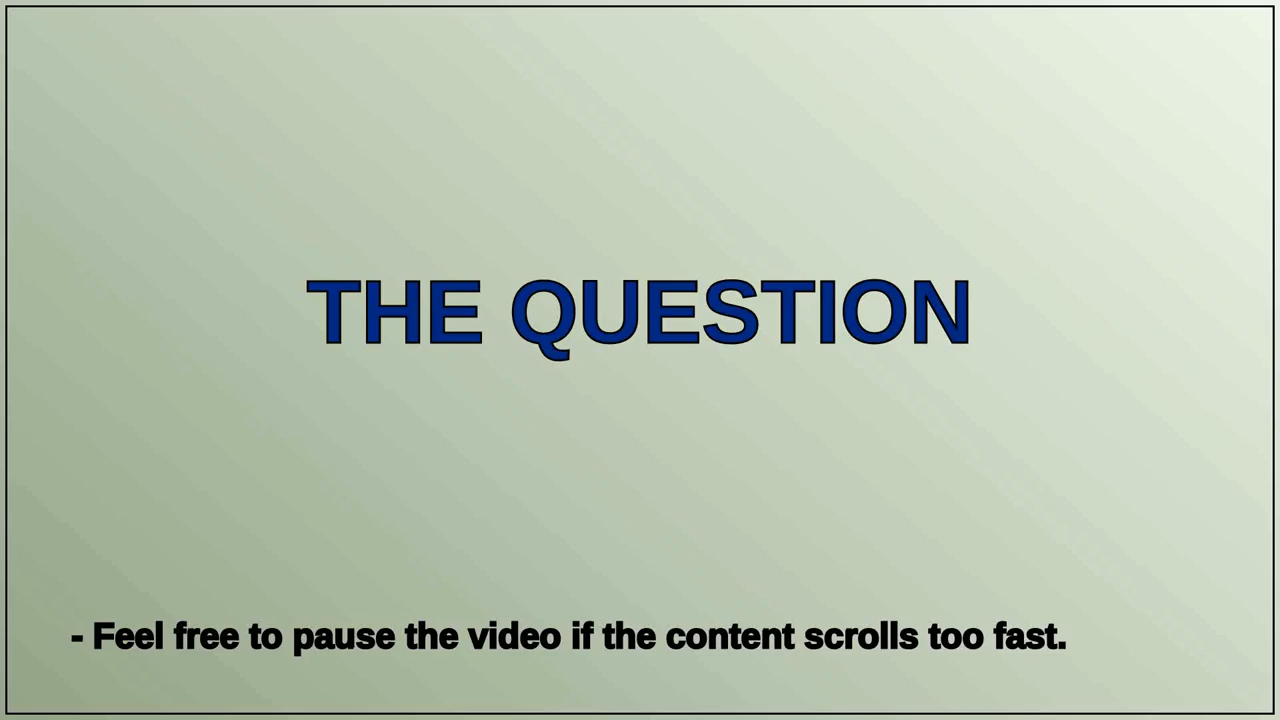 THE QUESTION
- Feel free to pause the video if the content scrolls too fast.